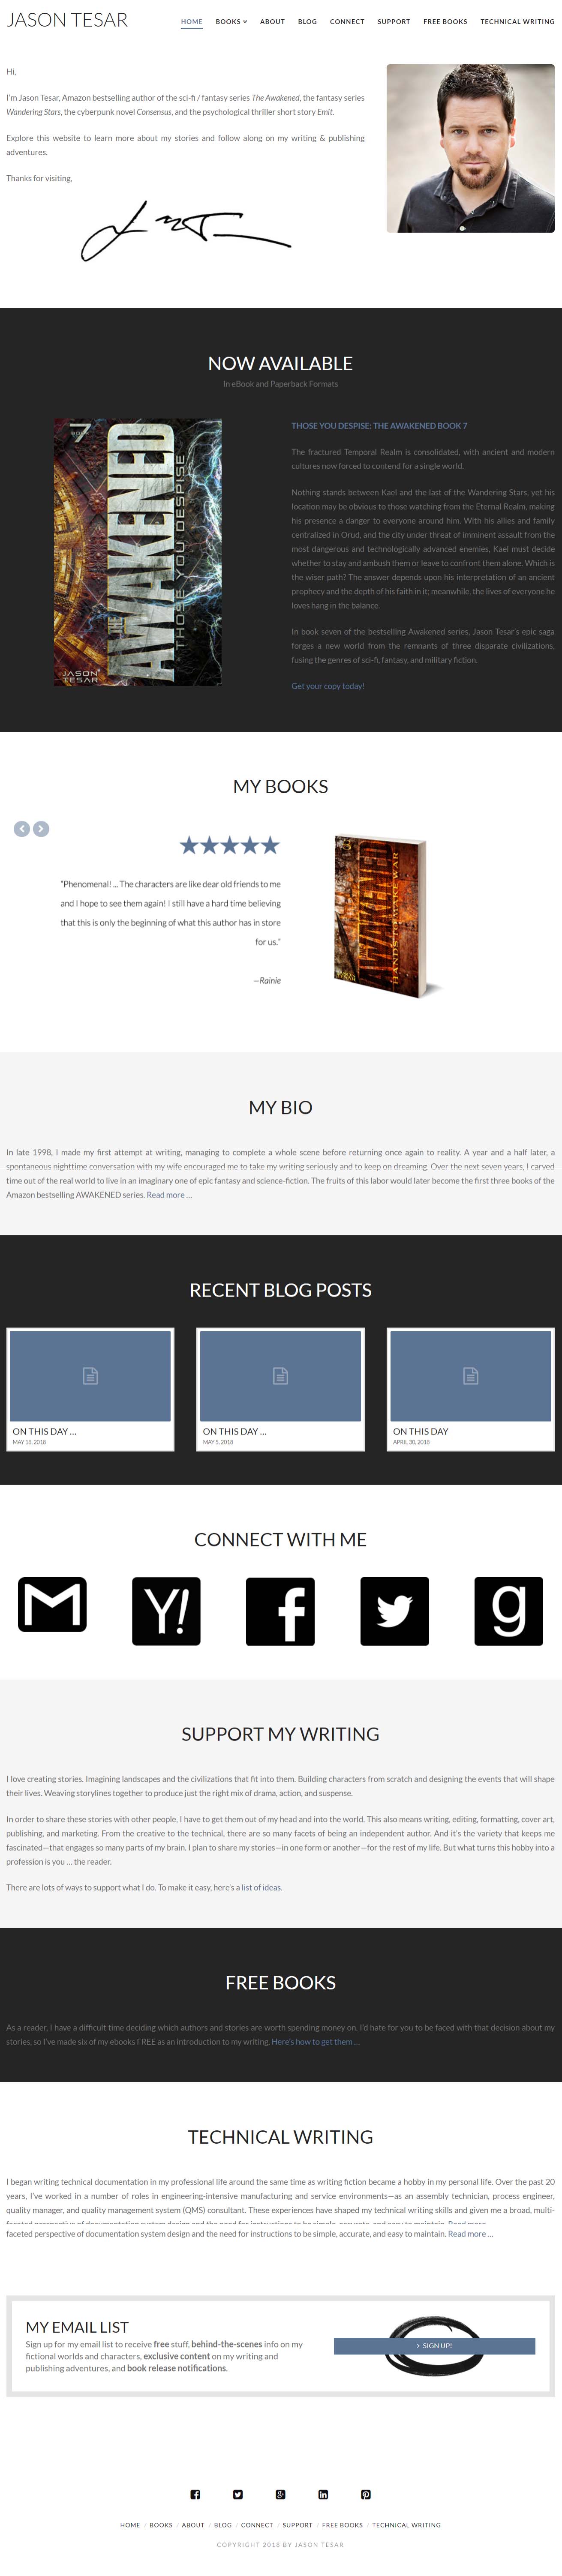 JASON TESAR
HOME BOOKS ABOUT BLOG CONNECT SUPPORT FREE BOOKS TECHNICAL WRITING
Hi,
I'm Jason Tesar, Amazon bestselling author of the sci-fi / fantasy series The Awakened, the fantasy series
Wandering Stars, the cyberpunk novel Consensus, and the psychological thriller short story Emit.
Explore this website to learn more about my stories and follow along on my writing & publishing
adventures.
Thanks for visiting,
NOW AVAILABLE
In eBook and Paperback Formats
7
BOOK
AWAKENED
THE
THOSE YOU DESPISE
JASON
TESAR
THOSE YOU DESPISE: THE AWAKENED BOOK 7
The fractured Temporal Realm is consolidated, with ancient and modern
cultures now forced to contend for a single world.
Nothing stands between Kael and the last of the Wandering Stars, yet his
location may be obvious to those watching from the Eternal Realm, making
his presence a danger to everyone around him. With his allies and family
centralized in Orud, and the city under threat of imminent assault from the
most dangerous and technologically advanced enemies, Kael must decide
whether to stay and ambush them or leave to confront them alone. Which is
the wiser path? The answer depends upon his interpretation of an ancient
prophecy and the depth of his faith in it; meanwhile, the lives of everyone he
loves hang in the balance.
In book seven of the bestselling Awakened series, Jason Tesar's epic saga
forges a new world from the remnants of three disparate civilizations,
fusing the genres of sci-fi, fantasy, and military fiction.
Get your copy today!
MY BOOKS
"Phenomenal! ... The characters are like dear old friends to me
and I hope to see them again! I still have a hard time believing
that this is only the beginning of what this author has in store
for us."
—Rainie
3
AWAKENED
HANDS TO MAKE WAR
MY BIO
In late 1998, I made my first attempt at writing, managing to complete a whole scene before returning once again to reality. A year and a half later, a
spontaneous nighttime conversation with my wife encouraged me to take my writing seriously and to keep on dreaming. Over the next seven years, I carved
time out of the real world to live in an imaginary one of epic fantasy and science-fiction. The fruits of this labor would later become the first three books of the
Amazon bestselling AWAKENED series. Read more ...
RECENT BLOG POSTS
ON THIS DAY ...
MAY 18, 2018
ON THIS DAY ...
MAY 5, 2018
ON THIS DAY
APRIL 30, 2018
CONNECT WITH ME
M Y! f g
SUPPORT MY WRITING
I love creating stories. Imagining landscapes and the civilizations that fit into them. Building characters from scratch and designing the events that will shape
their lives. Weaving storylines together to produce just the right mix of drama, action, and suspense.
In order to share these stories with other people, I have to get them out of my head and into the world. This also means writing, editing, formatting, cover art,
publishing, and marketing. From the creative to the technical, there are so many facets of being an independent author. And it's the variety that keeps me
fascinated—that engages so many parts of my brain. I plan to share my stories—in one form or another—for the rest of my life. But what turns this hobby into a
profession is you ... the reader.
There are lots of ways to support what I do. To make it easy, here's a list of ideas.
FREE BOOKS
As a reader, I have a difficult time deciding which authors and stories are worth spending money on. I'd hate for you to be faced with that decision about my
stories, so I've made six of my ebooks FREE as an introduction to my writing. Here's how to get them ...
TECHNICAL WRITING
I began writing technical documentation in my professional life around the same time as writing fiction became a hobby in my personal life. Over the past 20
years, I've worked in a number of roles in engineering-intensive manufacturing and service environments—as an assembly technician, process engineer,
quality manager, and quality management system (QMS) consultant. These experiences have shaped my technical writing skills and given me a broad, multi-
faceted perspective of documentation system design and the need for instructions to be simple, accurate, and easy to maintain. Read more ...
MY EMAIL LIST
Sign up for my email list to receive free stuff, behind-the-scenes info on my
fictional worlds and characters, exclusive content on my writing and
publishing adventures, and book release notifications.
SIGN UP!
HOME / BOOKS / ABOUT / BLOG / CONNECT / SUPPORT / FREE BOOKS / TECHNICAL WRITING
COPYRIGHT 2018 BY JASON TESAR